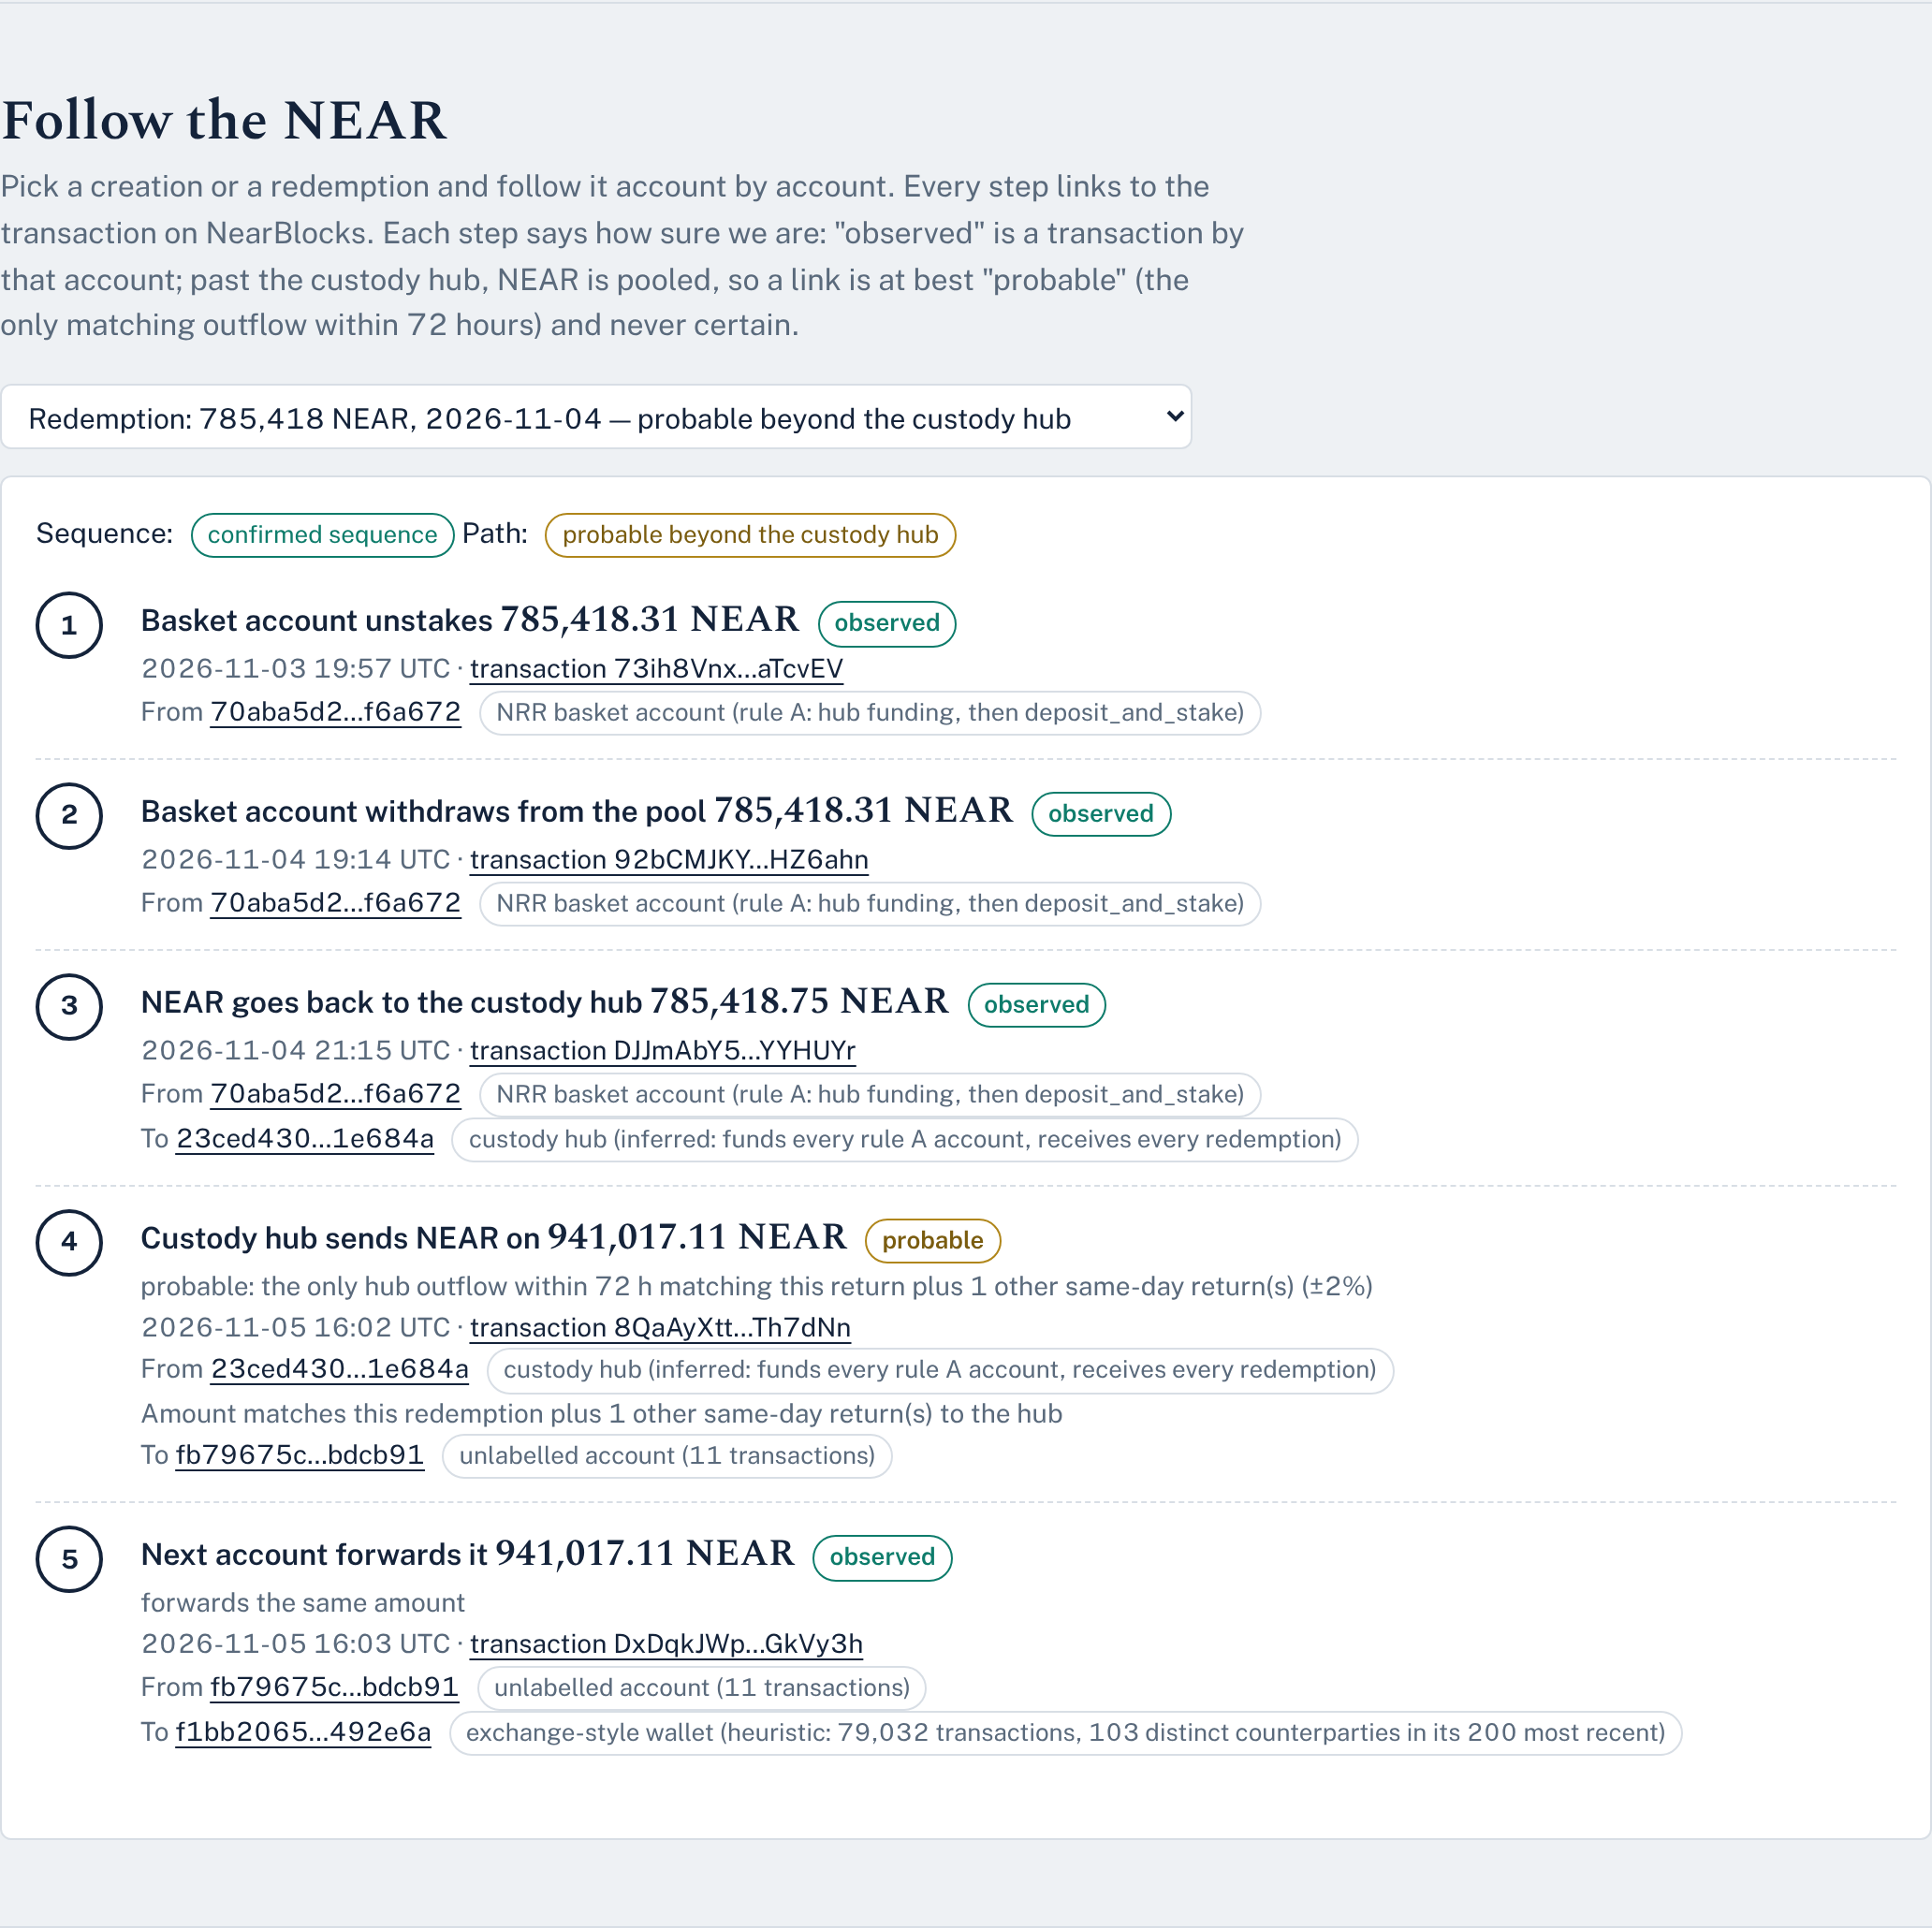 Follow the NEAR
Pick a creation or a redemption and follow it account by account. Every step links to the
transaction on NearBlocks. Each step says how sure we are: "observed" is a transaction by
that account; past the custody hub, NEAR is pooled, so a link is at best "probable" (the
only matching outflow within 72 hours) and never certain.
Redemption: 785,418 NEAR, 2026-11-04 — probable beyond the custody hub
Sequence: confirmed sequence Path: probable beyond the custody hub
1 Basket account unstakes 785,418.31 NEAR observed
2026-11-03 19:57 UTC · transaction 73ih8Vnx...aTcvEV
From 70aba5d2...f6a672 NRR basket account (rule A: hub funding, then deposit_and_stake)
2 Basket account withdraws from the pool 785,418.31 NEAR observed
2026-11-04 19:14 UTC · transaction 92bCMJKY...HZ6ahn
From 70aba5d2...f6a672 NRR basket account (rule A: hub funding, then deposit_and_stake)
3 NEAR goes back to the custody hub 785,418.75 NEAR observed
2026-11-04 21:15 UTC · transaction DJJmAbY5...YYHUYr
From 70aba5d2...f6a672 NRR basket account (rule A: hub funding, then deposit_and_stake)
To 23ced430...1e684a custody hub (inferred: funds every rule A account, receives every redemption)
4 Custody hub sends NEAR on 941,017.11 NEAR probable
probable: the only hub outflow within 72 h matching this return plus 1 other same-day return(s) (±2%)
2026-11-05 16:02 UTC · transaction 8QaAyXtt...Th7dNn
From 23ced430...1e684a custody hub (inferred: funds every rule A account, receives every redemption)
Amount matches this redemption plus 1 other same-day return(s) to the hub
To fb79675c...bdcb91 unlabelled account (11 transactions)
5 Next account forwards it 941,017.11 NEAR observed
forwards the same amount
2026-11-05 16:03 UTC · transaction DxDqkJWp...GkVy3h
From fb79675c...bdcb91 unlabelled account (11 transactions)
To f1bb2065...492e6a exchange-style wallet (heuristic: 79,032 transactions, 103 distinct counterparties in its 200 most recent)